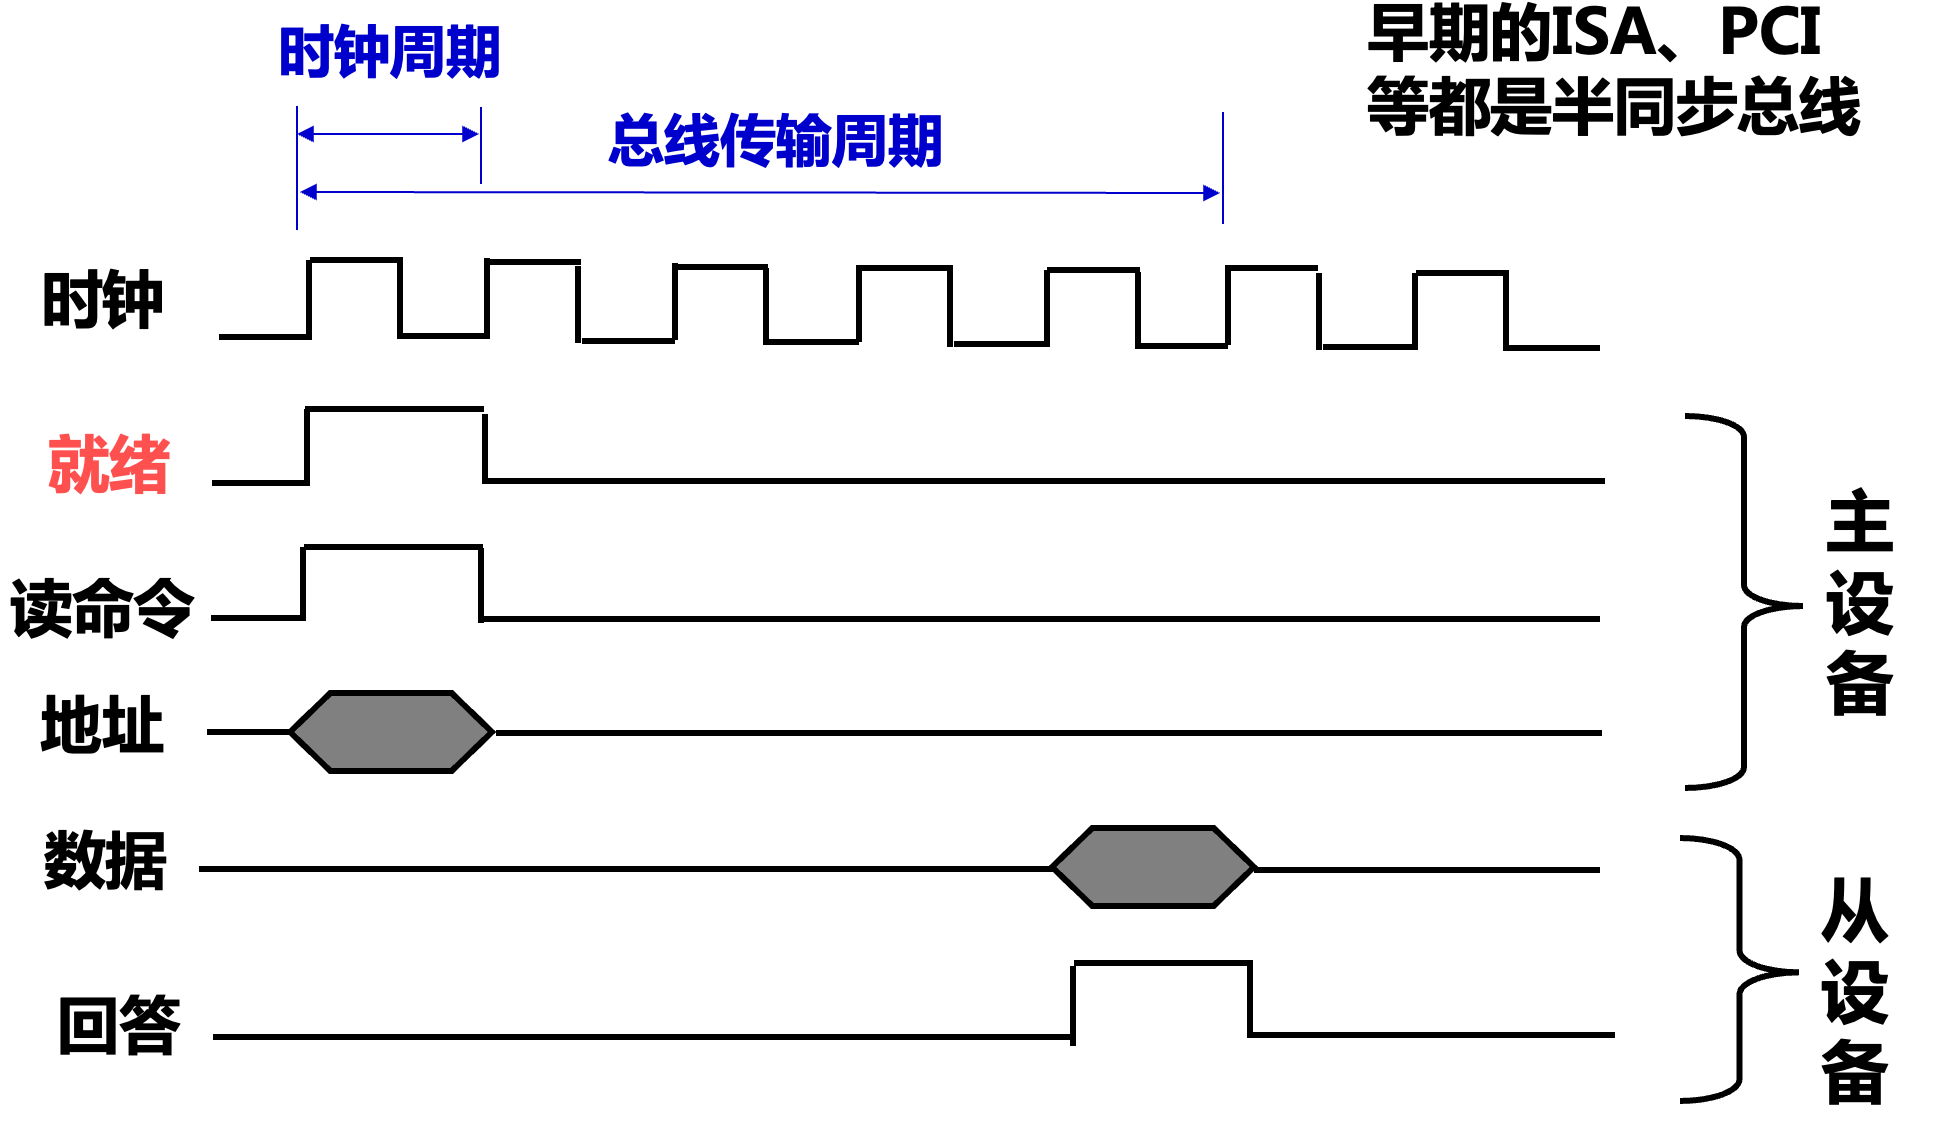 早期的ISA、PCI
等都是半同步总线
时钟周期
总线传输周期
时钟
就绪
读命令
地址
数据
回答
主设备
从设备